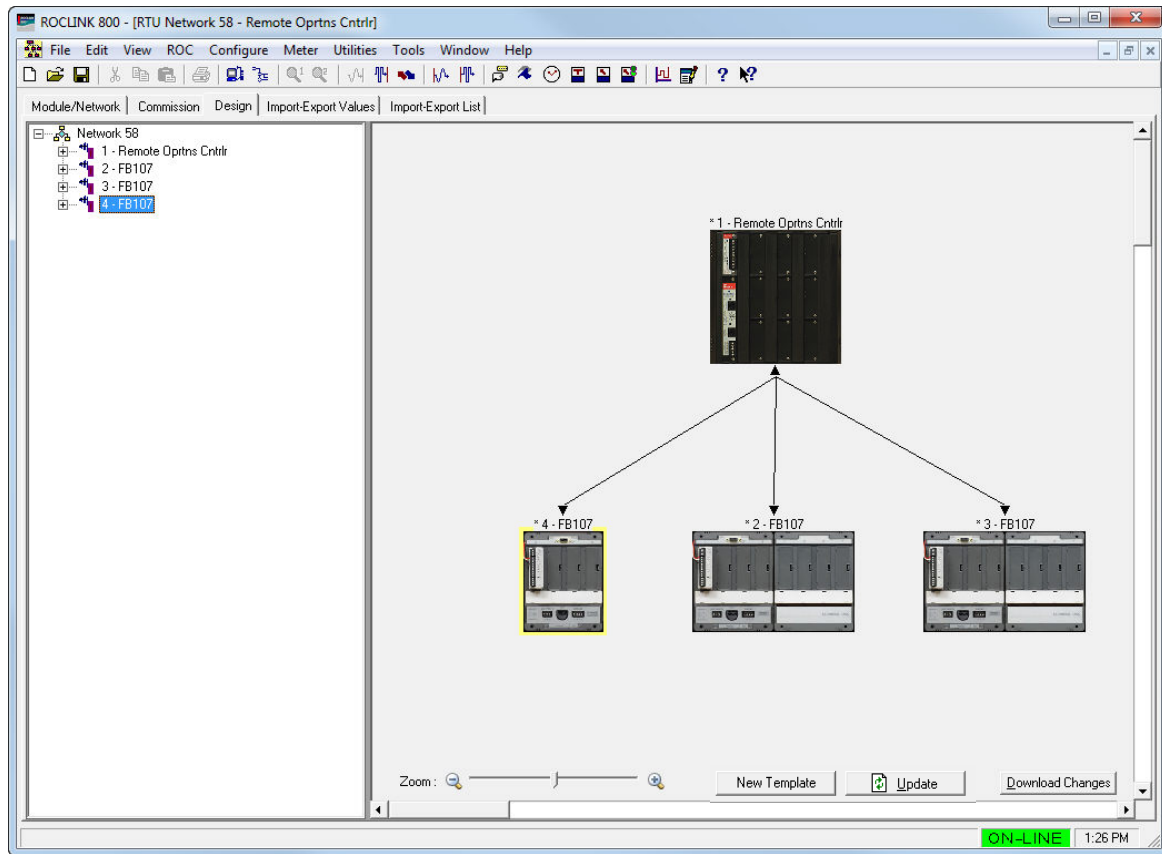 ROCLINK 800 - [RTU Network 58 - Remote Oprtns Cntrlr]
File Edit View ROC Configure Meter Utilities Tools Window Help
Module/Network Commission Design Import-Export Values Import-Export List
Network 58
1 - Remote Oprtns Cntrlr
2 - FB107
3 - FB107
4 - FB107
* 1 - Remote Oprtns Cntrlr
* 4 - FB107 * 2 - FB107 * 3 - FB107
Zoom : New Template Update Download Changes
ON-LINE 1:26 PM